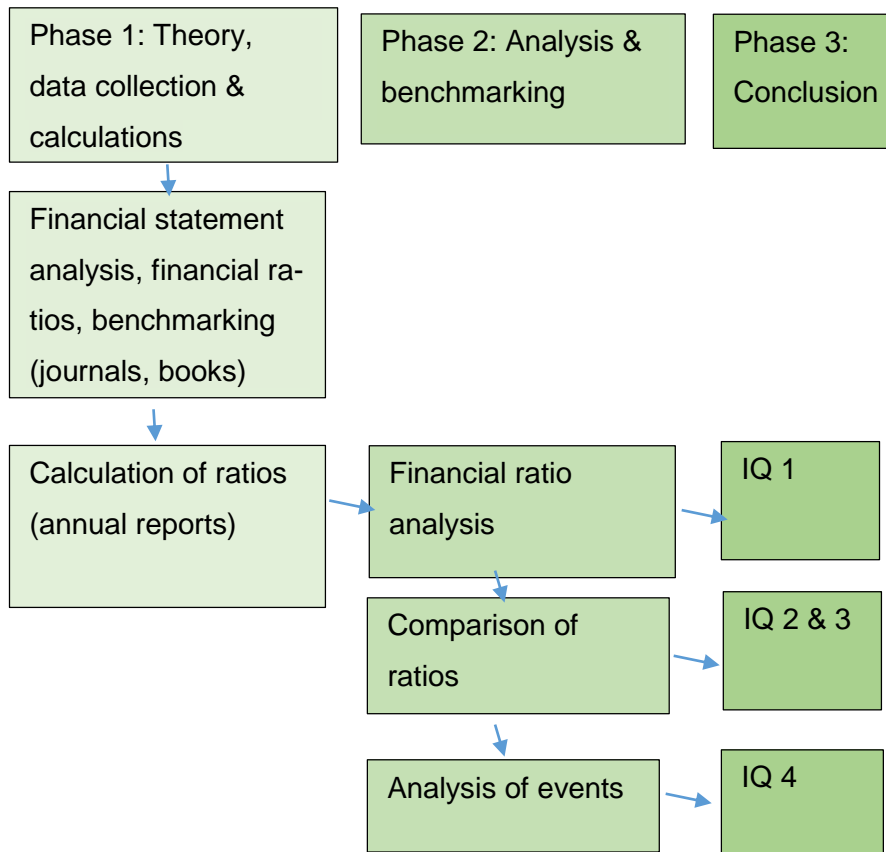 Phase 1: Theory,
data collection &
calculations
Phase 2: Analysis &
benchmarking
Phase 3:
Conclusion
Financial statement
analysis, financial ra-
tios, benchmarking
(journals, books)
Calculation of ratios
(annual reports)
Financial ratio
analysis
IQ 1
Comparison of
ratios
IQ 2 & 3
Analysis of events
IQ 4